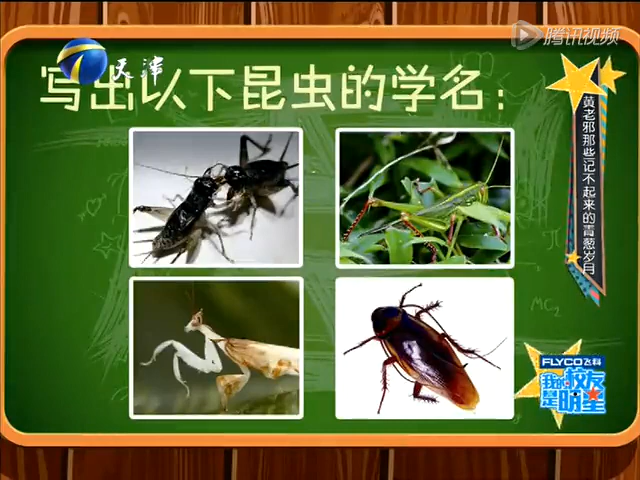 腾讯视频
天津
写出以下昆虫的学名：
黄老邪那些记不起来的青葱岁月
MC2
FLYCO飞科
我的校友
是明星